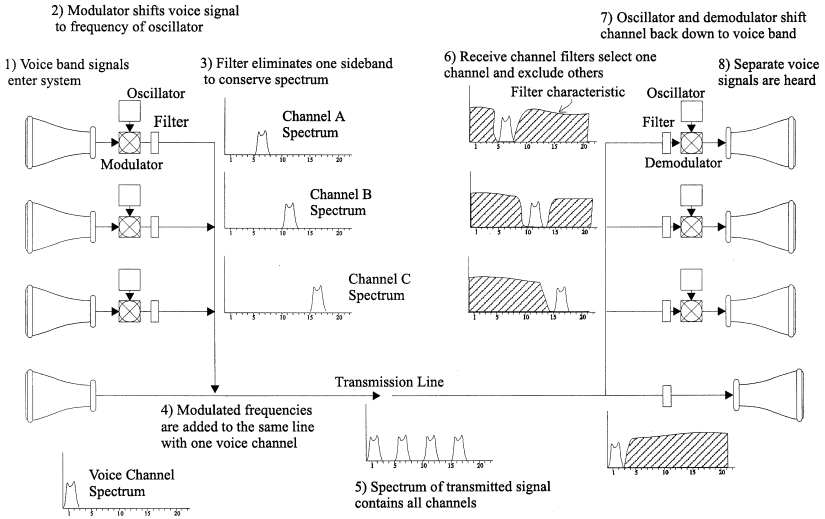 2) Modulator shifts voice signal
to frequency of oscillator
7) Oscillator and demodulator shift
channel back down to voice band
1) Voice band signals
enter system
3) Filter eliminates one sideband
to conserve spectrum
6) Receive channel filters select one
channel and exclude others
8) Separate voice
signals are heard
Oscillator
Filter
Modulator
Channel A
Spectrum
1 5 10 15 20
Filter characteristic
1 5 10 15 20
Oscillator
Filter
Demodulator
Channel B
Spectrum
1 5 10 15 20
1 5 10 15 20
Channel C
Spectrum
1 5 10 15 20
1 5 10 15 20
Transmission Line
4) Modulated frequencies
are added to the same line
with one voice channel
1 5 10 15 20
1 5 10 15 20
Voice Channel
Spectrum
1 5 10 15 20
5) Spectrum of transmitted signal
contains all channels